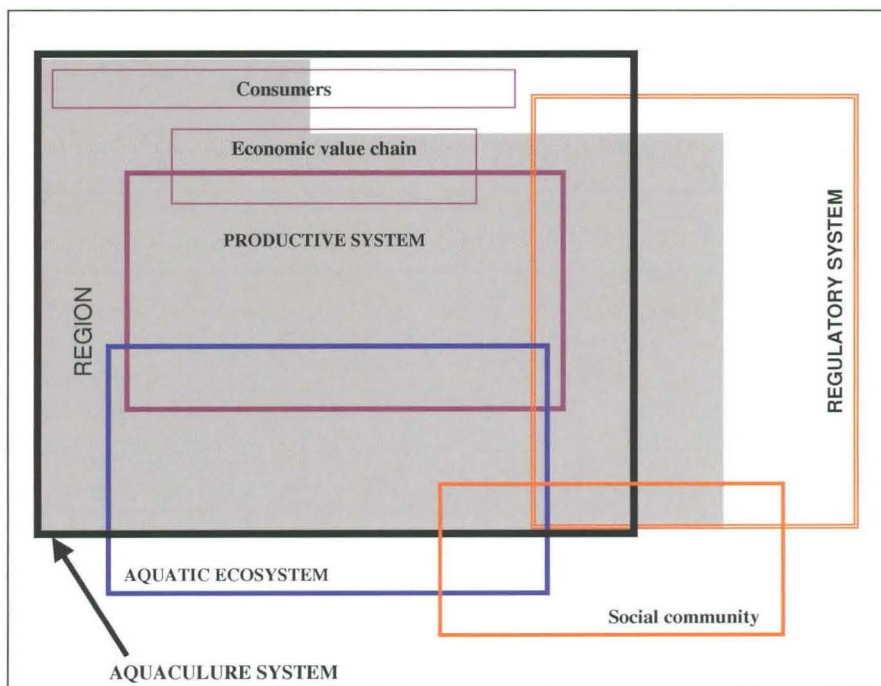 Consumers
Economic value chain
PRODUCTIVE SYSTEM
REGION
REGULATORY SYSTEM
AQUATIC ECOSYSTEM
Social community
AQUACULURE SYSTEM